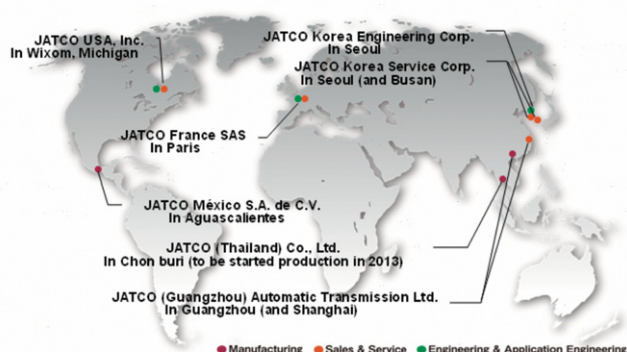 JATCO USA, Inc.
In Wixom, Michigan
JATCO Korea Engineering Corp.
In Seoul
JATCO Korea Service Corp.
In Seoul (and Busan)
JATCO France SAS
In Paris
JATCO México S.A. de C.V.
In Aguascalientes
JATCO (Thailand) Co., Ltd.
In Chon buri (to be started production in 2013)
JATCO (Guangzhou) Automatic Transmission Ltd.
In Guangzhou (and Shanghai)
Manufacturing Sales & Service Engineering & Application Engineering